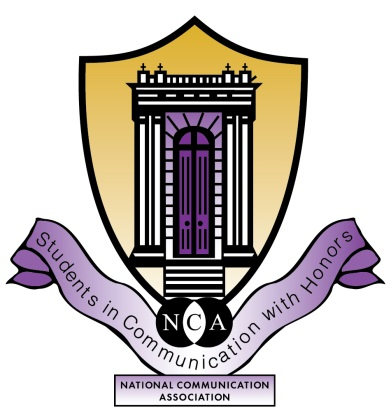 Students in Communication with Honors
NCA
NATIONAL COMMUNICATION
ASSOCIATION